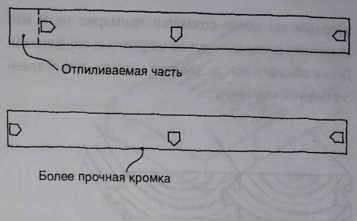 Отпиливаемая часть
Более прочная кромка